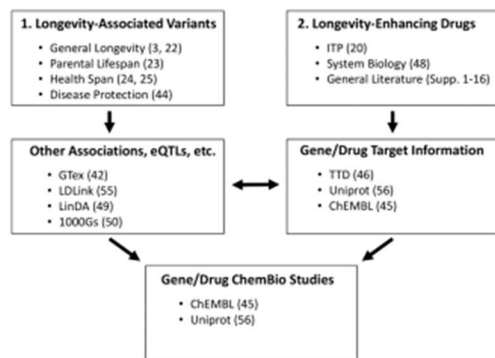 1. Longevity-Associated Variants
• General Longevity (3, 22)
• Parental Lifespan (23)
• Health Span (24, 25)
• Disease Protection (44)
2. Longevity-Enhancing Drugs
• ITP (20)
• System Biology (48)
• General Literature (Supp. 1-16)
Other Associations, eQTLs, etc.
• GTex (42)
• LDLink (55)
• LinDA (49)
• 1000Gs (50)
Gene/Drug Target Information
• TTD (46)
• Uniprot (56)
• ChEMBL (45)
Gene/Drug ChemBio Studies
• ChEMBL (45)
• Uniprot (56)